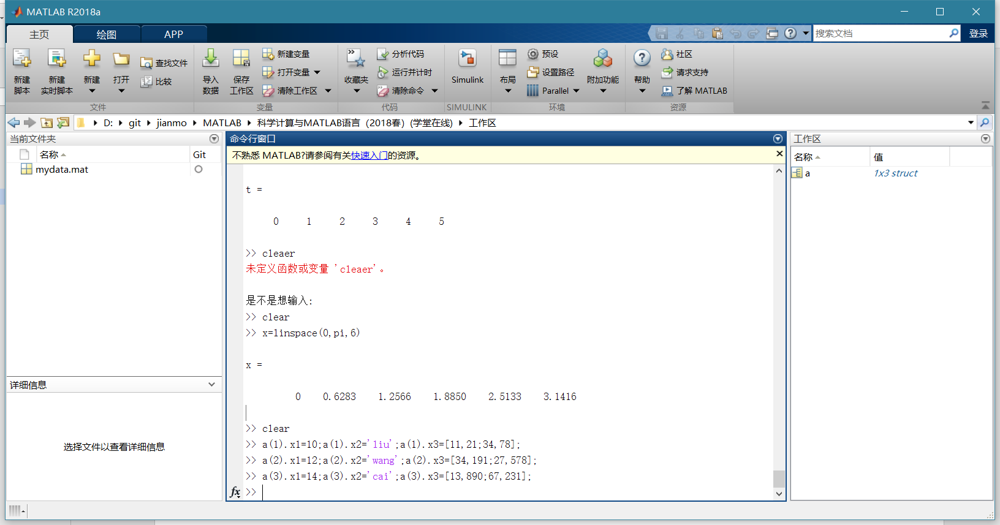 MATLAB R2018a
主页 绘图 APP 搜索文档 登录
新建脚本 新建实时脚本 新建 打开 查找文件 比较
文件
导入数据 保存工作区 新建变量 打开变量 清除工作区
变量
收藏夹 分析代码 运行并计时 清除命令
代码
Simulink
SIMULINK
布局 预设 设置路径 Parallel 附加功能
环境
帮助 社区 请求支持 了解 MATLAB
资源
D: git jianmo MATLAB 科学计算与MATLAB语言（2018春）(学堂在线) 工作区
当前文件夹
名称 Git
mydata.mat
详细信息
选择文件以查看详细信息
命令行窗口
不熟悉 MATLAB?请参阅有关快速入门的资源。
t =
0 1 2 3 4 5
>> cleaer
未定义函数或变量 'cleaer'。
是不是想输入:
>> clear
>> x=linspace(0,pi,6)
x =
0 0.6283 1.2566 1.8850 2.5133 3.1416
>> clear
>> a(1).x1=10;a(1).x2='liu';a(1).x3=[11,21;34,78];
>> a(2).x1=12;a(2).x2='wang';a(2).x3=[34,191;27,578];
>> a(3).x1=14;a(3).x2='cai';a(3).x3=[13,890;67,231];
fx >>
工作区
名称 值
a 1x3 struct